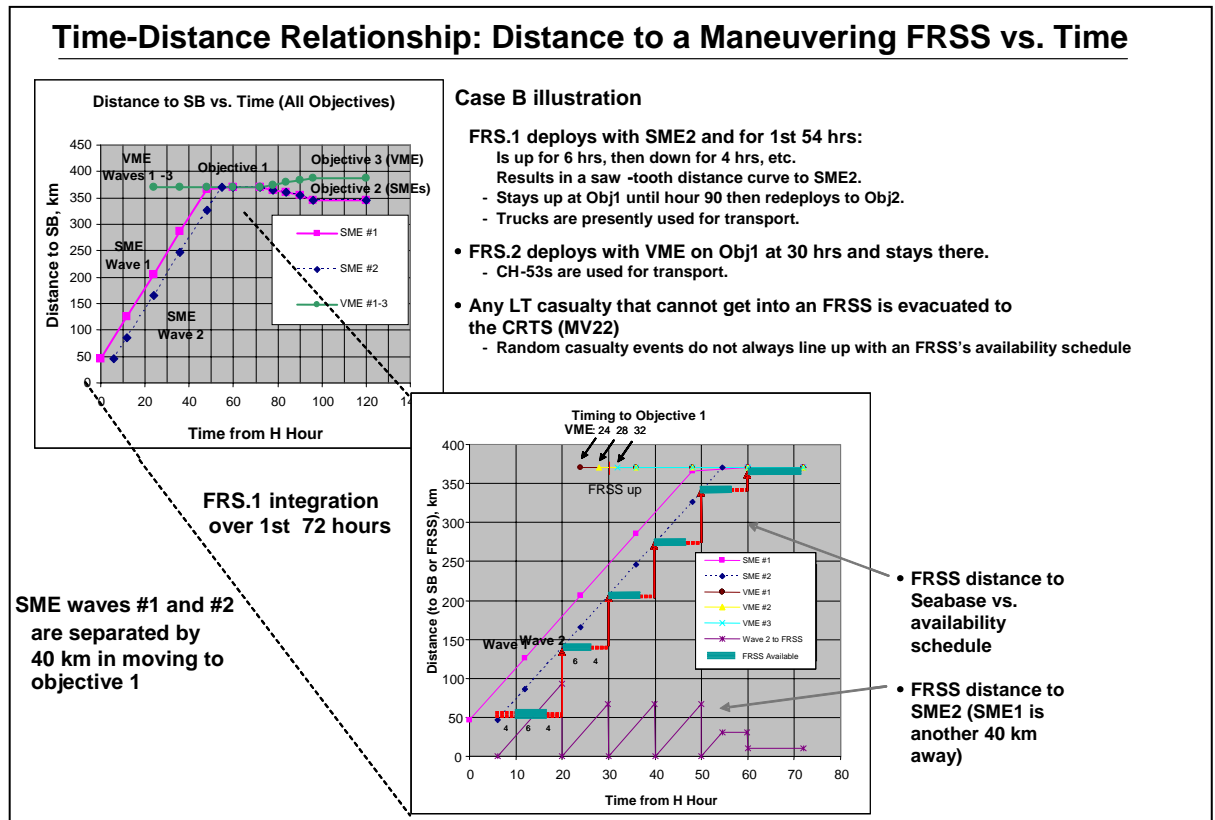 Time-Distance Relationship: Distance to a Maneuvering FRSS vs. Time
Distance to SB vs. Time (All Objectives)
Distance to SB, km
450
400
350
300
250
200
150
100
50
0
VME
Waves 1 -3
Objective 1
Objective 3 (VME)
Objective 2 (SMEs)
SME
Wave 1
SME
Wave 2
SME #1
SME #2
VME #1-3
0 20 40 60 80 100 120
Time from H Hour
Case B illustration
FRS.1 deploys with SME2 and for 1st 54 hrs:
Is up for 6 hrs, then down for 4 hrs, etc.
Results in a saw -tooth distance curve to SME2.
- Stays up at Obj1 until hour 90 then redeploys to Obj2.
- Trucks are presently used for transport.
• FRS.2 deploys with VME on Obj1 at 30 hrs and stays there.
- CH-53s are used for transport.
• Any LT casualty that cannot get into an FRSS is evacuated to
the CRTS (MV22)
- Random casualty events do not always line up with an FRSS's availability schedule
FRS.1 integration
over 1st 72 hours
SME waves #1 and #2
are separated by
40 km in moving to
objective 1
Timing to Objective 1
VME: 24 28 32
Distance (to SB or FRSS), km
400
350
300
250
200
150
100
50
0
FRSS up
Wave 1
Wave 2
6 4
4 6 4
SME #1
SME #2
VME #1
VME #2
VME #3
Wave 2 to FRSS
FRSS Available
0 10 20 30 40 50 60 70 80
Time from H Hour
• FRSS distance to
Seabase vs.
availability
schedule
• FRSS distance to
SME2 (SME1 is
another 40 km
away)